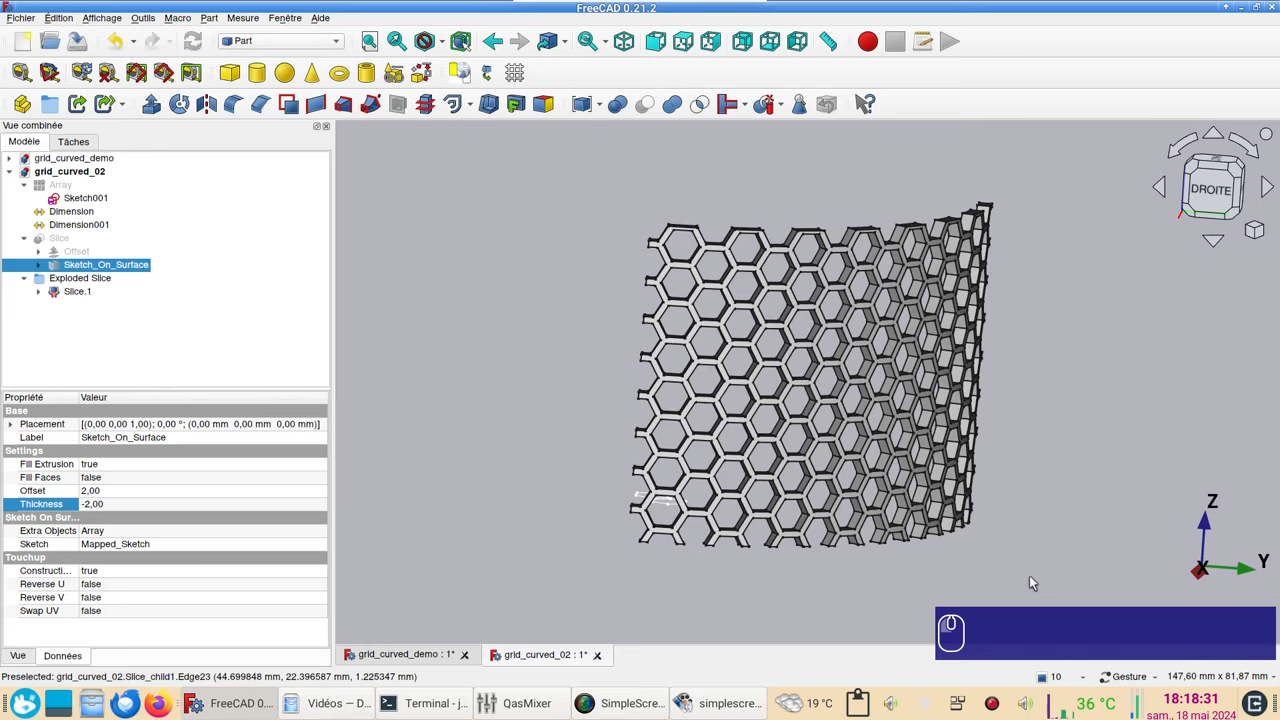 FreeCAD 0.21.2
Fichier Édition Affichage Outils Macro Part Mesure Fenêtre Aide
Part
Vue combinée
Modèle Tâches
grid_curved_demo
grid_curved_02
Array
Sketch001
Dimension
Dimension001
Slice
Offset
Sketch_On_Surface
Exploded Slice
Slice.1
DROITE
Propriété Valeur
Base
Placement [(0,00 0,00 1,00); 0,00 °; (0,00 mm 0,00 mm 0,00 mm)]
Label Sketch_On_Surface
Settings
Fill Extrusion true
Fill Faces false
Offset 2,00
Thickness -2,00
Sketch On Sur...
Extra Objects Array
Sketch Mapped_Sketch
Touchup
Constructi... true
Reverse U false
Reverse V false
Swap UV false
Z
Y
X
Vue Données
grid_curved_demo : 1* grid_curved_02 : 1*
Preselected: grid_curved_02.Slice_child1.Edge23 (44.699848 mm, 22.396587 mm, 1.225347 mm)
10 Gesture 147,60 mm x 81,87 mm
FreeCAD 0.... Vidéos — D... Terminal - j... QasMixer SimpleScre... simplescre... 19 °C 36 °C 18:18:31
sam., 18 mai 2024